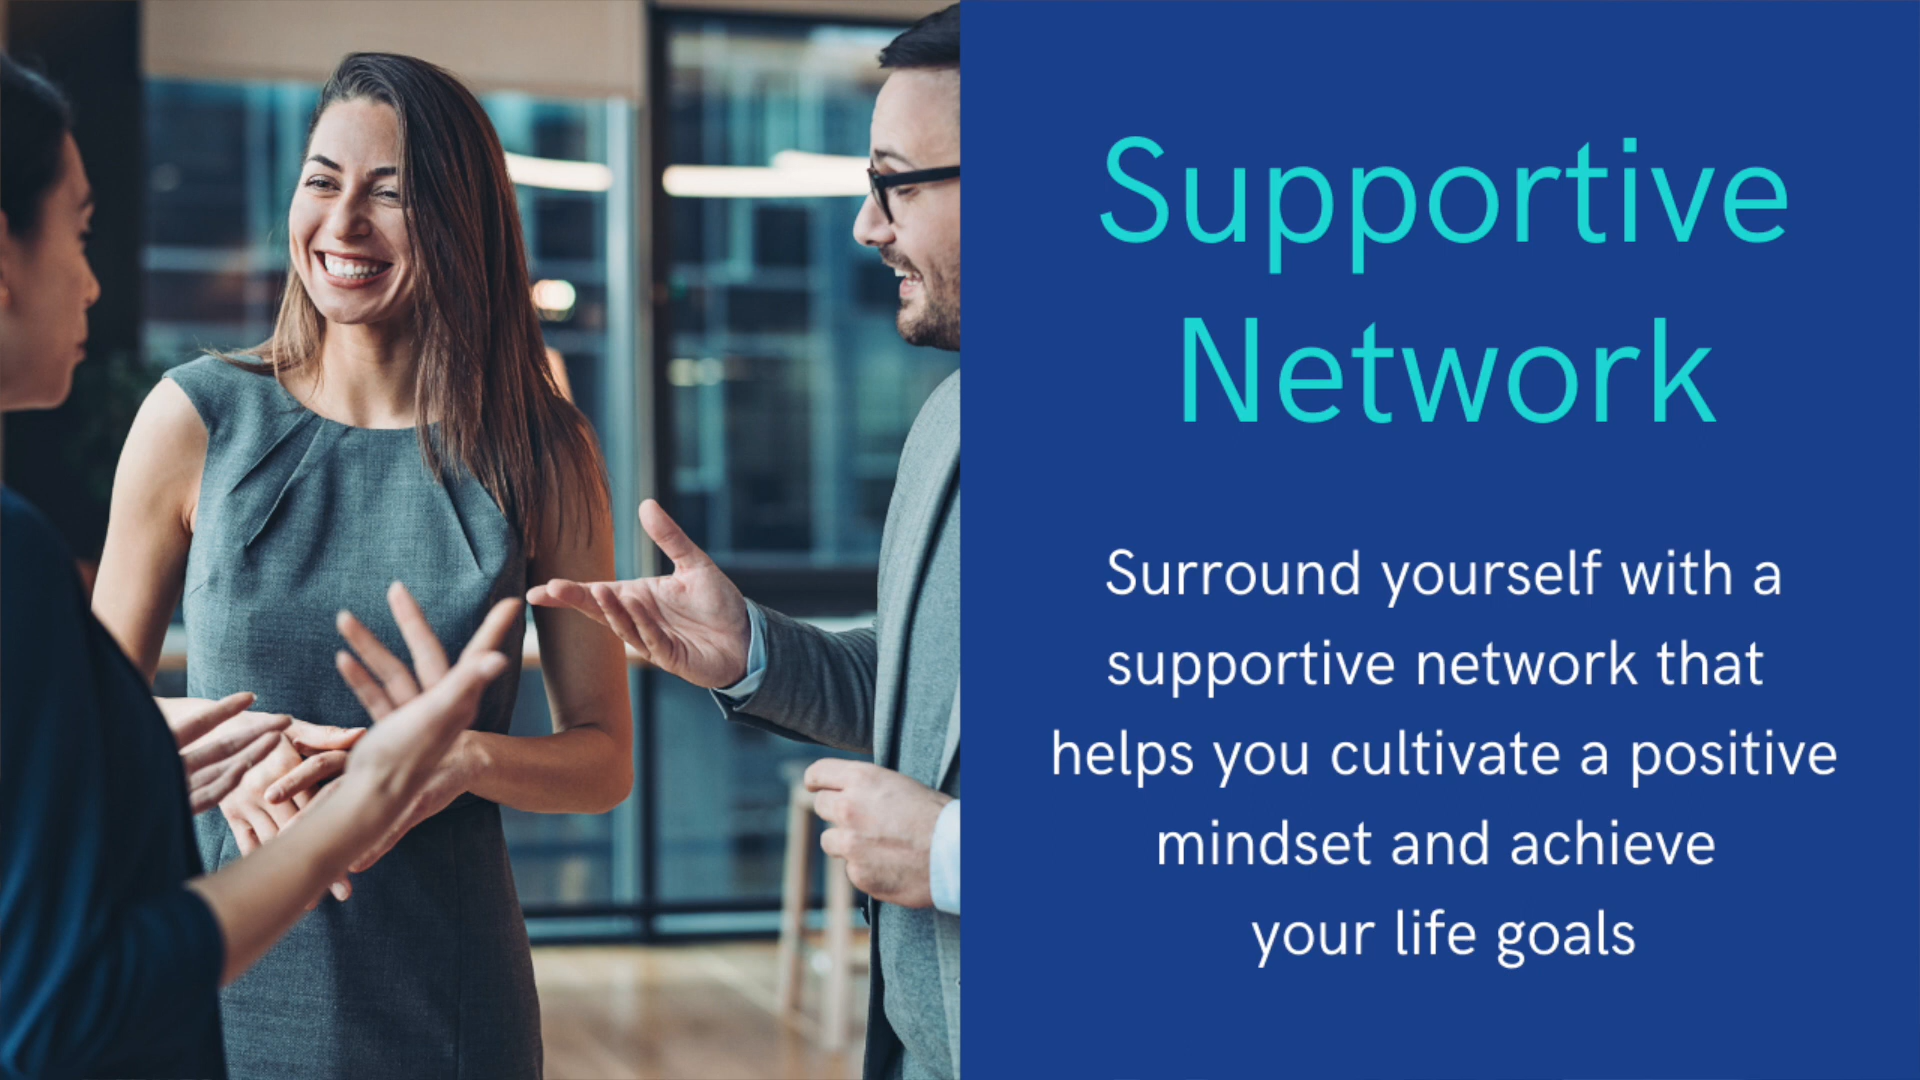 Supportive
Network
Surround yourself with a
supportive network that
helps you cultivate a positive
mindset and achieve
your life goals